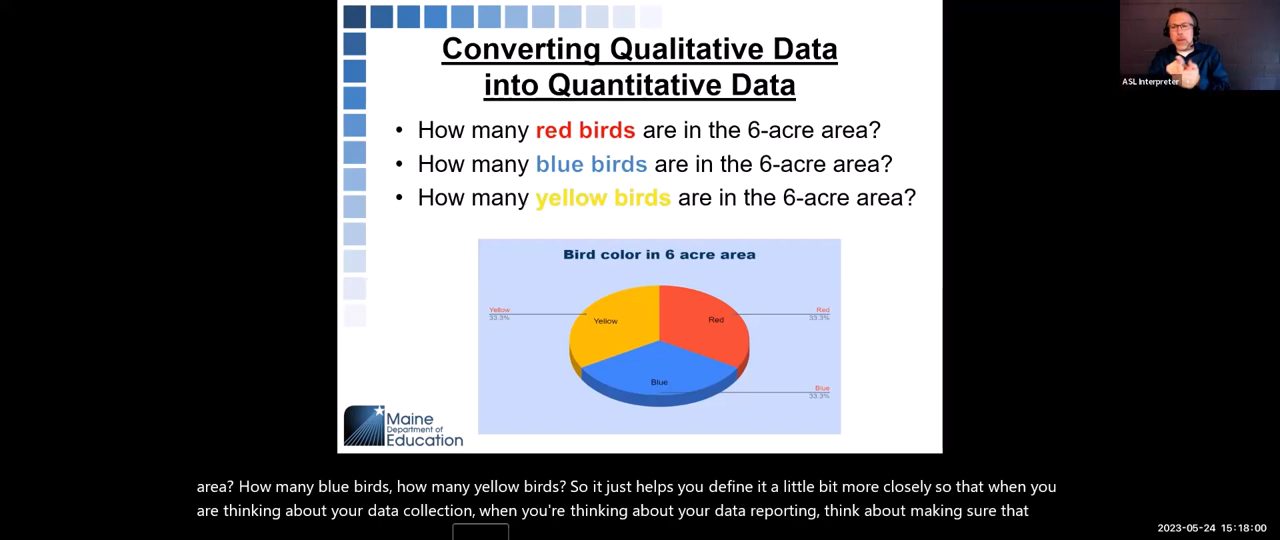 Converting Qualitative Data
into Quantitative Data
• How many red birds are in the 6-acre area?
• How many blue birds are in the 6-acre area?
• How many yellow birds are in the 6-acre area?
Bird color in 6 acre area
Yellow
33.3%
Red
33.3%
Yellow
Red
Blue
Blue
33.3%
Maine
Department of
Education
ASL Interpreter
area? How many blue birds, how many yellow birds? So it just helps you define it a little bit more closely so that when you
are thinking about your data collection, when you're thinking about your data reporting, think about making sure that
2023-05-24 15:18:00